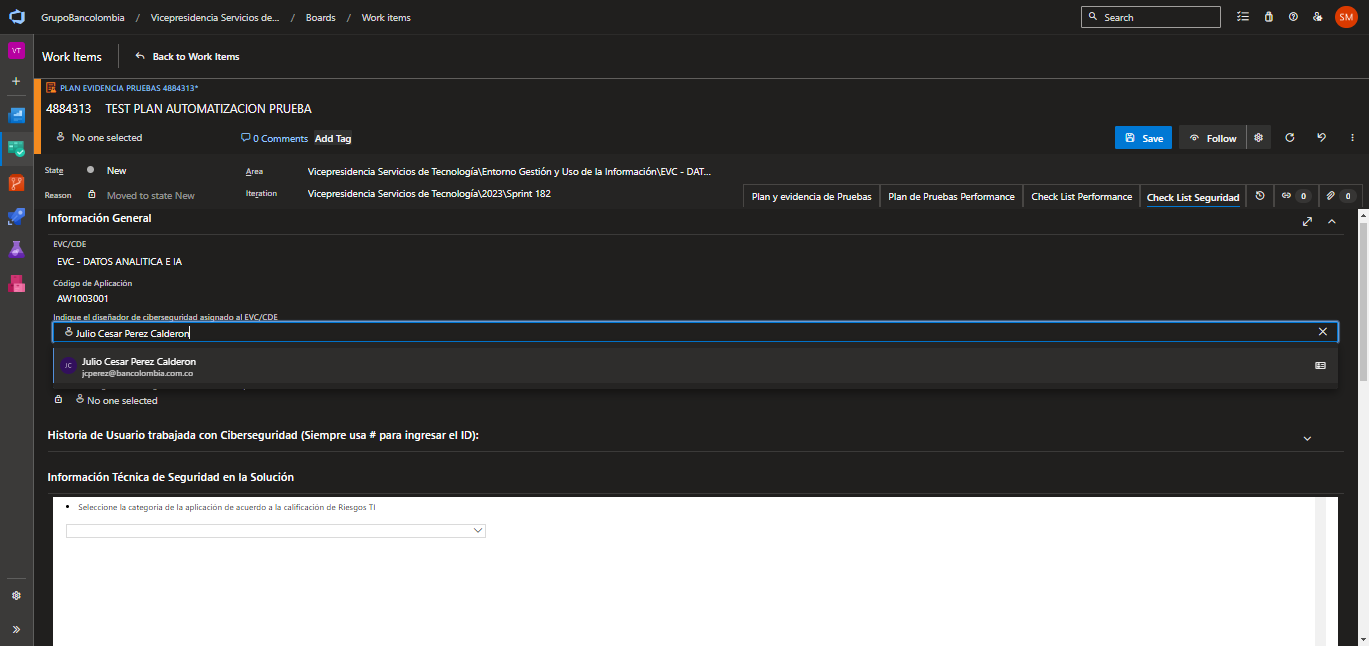 GrupoBancolombia / Vicepresidencia Servicios de... / Boards / Work items
Search
SM
VT
Work Items
Back to Work Items
PLAN EVIDENCIA PRUEBAS 4884313*
4884313 TEST PLAN AUTOMATIZACION PRUEBA
No one selected
0 Comments
Add Tag
Save
Follow
State
New
Area
Vicepresidencia Servicios de Tecnología\Entorno Gestión y Uso de la Información\EVC - DAT...
Reason
Moved to state New
Iteration
Vicepresidencia Servicios de Tecnología\2023\Sprint 182
Plan y evidencia de Pruebas
Plan de Pruebas Performance
Check List Performance
Check List Seguridad
0
0
Información General
EVC/CDE
EVC - DATOS ANALITICA E IA
Código de Aplicación
AW1003001
Indique el diseñador de ciberseguridad asignado al EVC/CDE
Julio Cesar Perez Calderon
JC
Julio Cesar Perez Calderon
jcperez@bancolombia.com.co
No one selected
Historia de Usuario trabajada con Ciberseguridad (Siempre usa # para ingresar el ID):
Información Técnica de Seguridad en la Solución
• Seleccione la categoria de la aplicación de acuerdo a la calificación de Riesgos TI